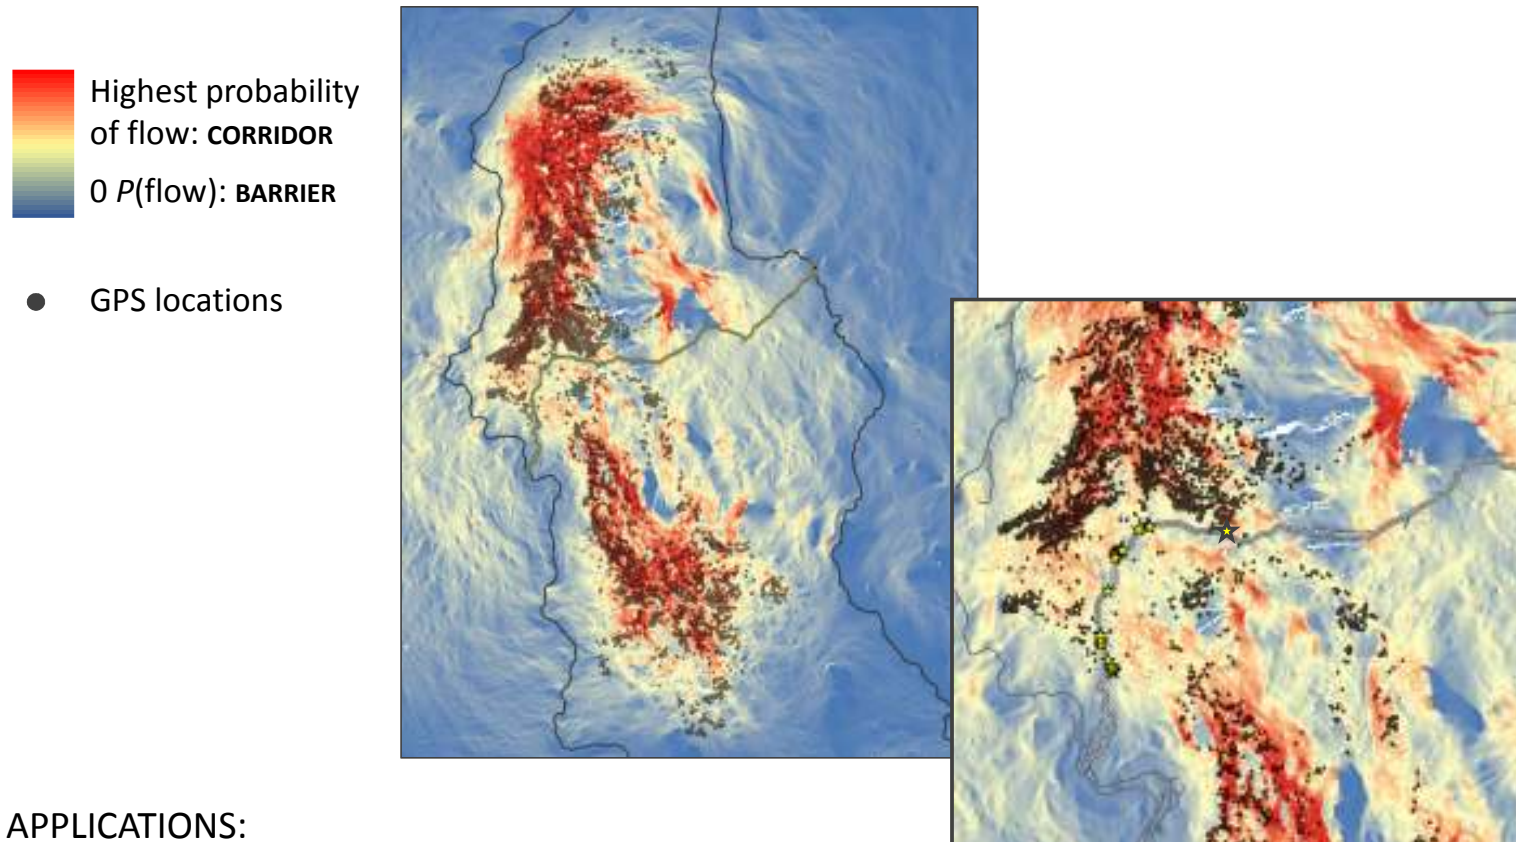 Highest probability
of flow: CORRIDOR
0 P(flow): BARRIER
GPS locations
APPLICATIONS: